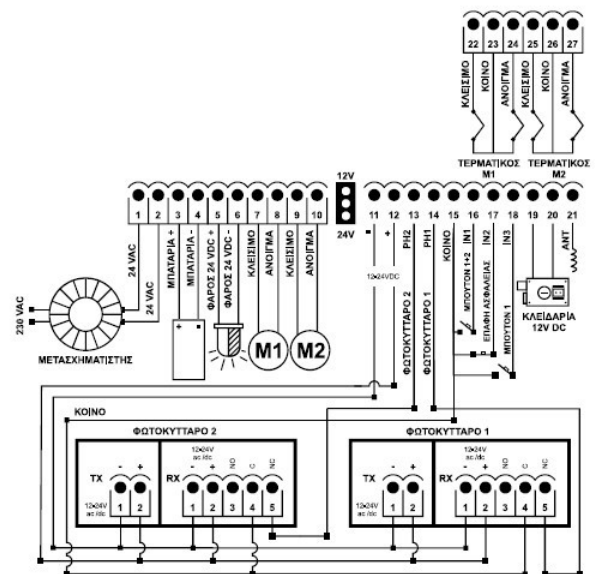 22 23 24 25 26 27
ΚΛΕΙΣΙΜΟ
ΚΟΙΝΟ
ΑΝΟΙΓΜΑ
ΚΛΕΙΣΙΜΟ
ΚΟΙΝΟ
ΑΝΟΙΓΜΑ
ΤΕΡΜΑΤΙΚΟΣ M1
ΤΕΡΜΑΤΙΚΟΣ M2
12V
24V
1 2 3 4 5 6 7 8 9 10
11 12 13 14 15 16 17 18 19 20 21
24 VAC
24 VAC
ΜΠΑΤΑΡΙΑ +
ΜΠΑΤΑΡΙΑ -
ΦΑΡΟΣ 24 VDC +
ΦΑΡΟΣ 24 VDC -
ΚΛΕΙΣΙΜΟ
ΑΝΟΙΓΜΑ
ΚΛΕΙΣΙΜΟ
ΑΝΟΙΓΜΑ
- +
12•24VDC
PH2
ΦΩΤΟΚΥΤΤΑΡΟ 2
PH1
ΦΩΤΟΚΥΤΤΑΡΟ 1
ΚΟΙΝΟ
IN1
ΜΠΟΥΤΟΝ 1+2
IN2
ΕΠΑΦΗ ΑΣΦΑΛΕΙΑΣ
IN3
ΜΠΟΥΤΟΝ 1
ANT
ΚΛΕΙΔΑΡΙΑ
12V DC
230 VAC
ΜΕΤΑΣΧΗΜΑΤΙΣΤΗΣ
+ -
M1
M2
ΚΟΙΝΟ
ΦΩΤΟΚΥΤΤΑΡΟ 2
12•24V
ac /dc
TX - +
RX - + NO C NC
12•24V
ac /dc
1 2
1 2 3 4 5
ΦΩΤΟΚΥΤΤΑΡΟ 1
12•24V
ac /dc
TX - +
RX - + NO C NC
12•24V
ac /dc
1 2
1 2 3 4 5